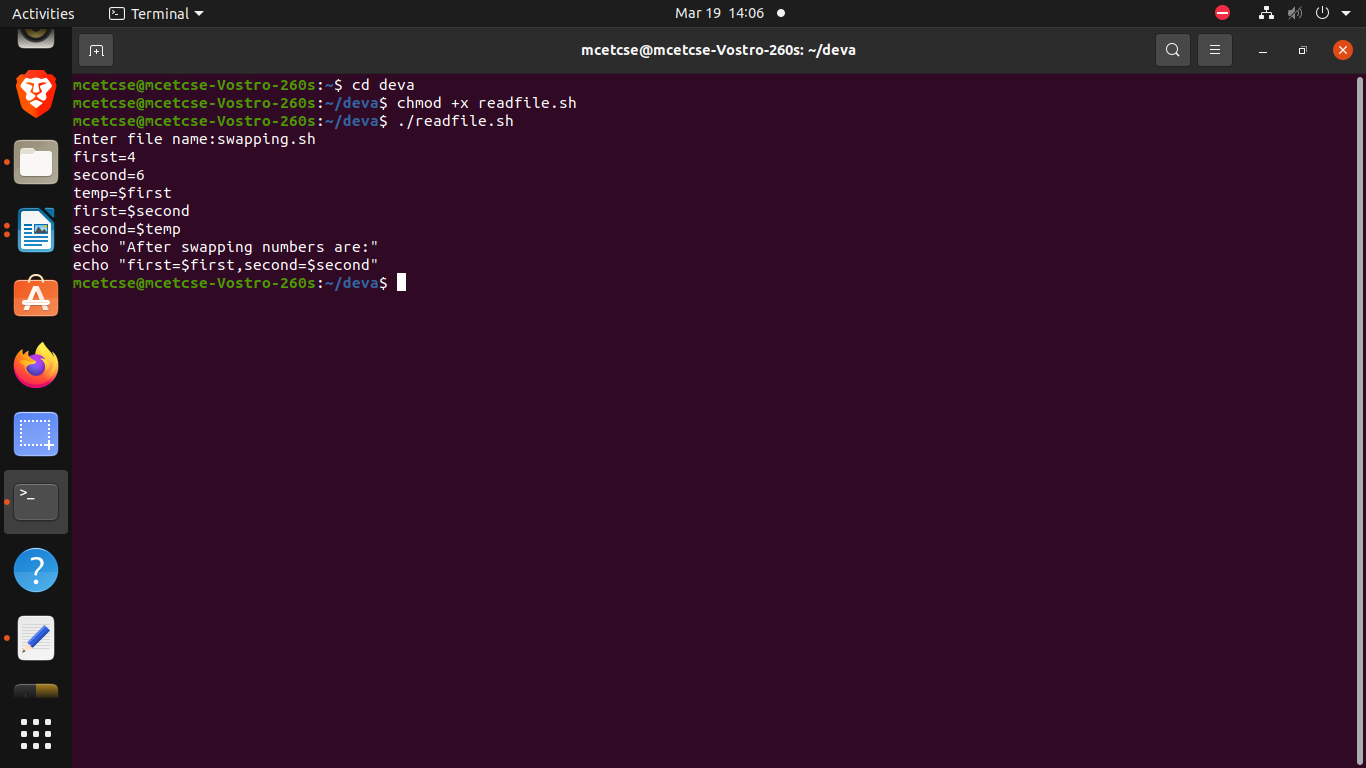 Activities
Terminal
Mar 19 14:06
mcetcse@mcetcse-Vostro-260s: ~/deva
mcetcse@mcetcse-Vostro-260s:~$ cd deva
mcetcse@mcetcse-Vostro-260s:~/deva$ chmod +x readfile.sh
mcetcse@mcetcse-Vostro-260s:~/deva$ ./readfile.sh
Enter file name:swapping.sh
first=4
second=6
temp=$first
first=$second
second=$temp
echo "After swapping numbers are:"
echo "first=$first,second=$second"
mcetcse@mcetcse-Vostro-260s:~/deva$